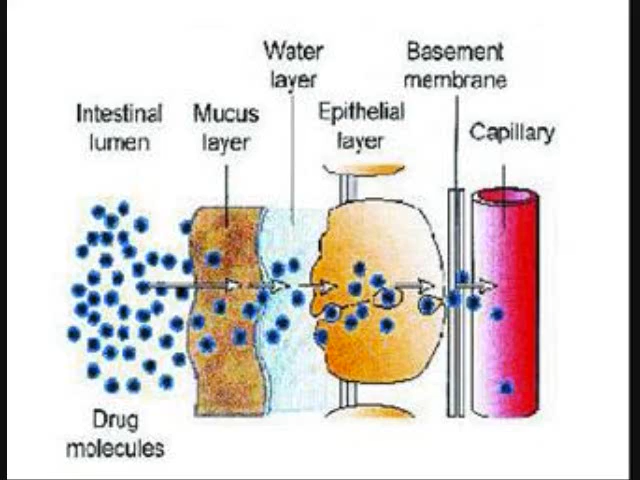 Water
layer
Basement
membrane
Intestinal
lumen
Mucus
layer
Epithelial
layer
Capillary
Drug
molecules